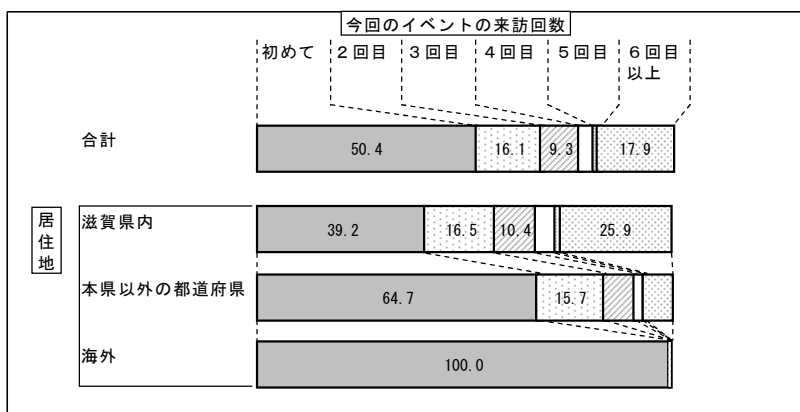 今回のイベントの来訪回数
初めて ２回目 ３回目 ４回目 ５回目 ６回目
以上
合計
50.4 16.1 9.3 17.9
居住地
滋賀県内
39.2 16.5 10.4 25.9
本県以外の都道府県
64.7 15.7
海外
100.0